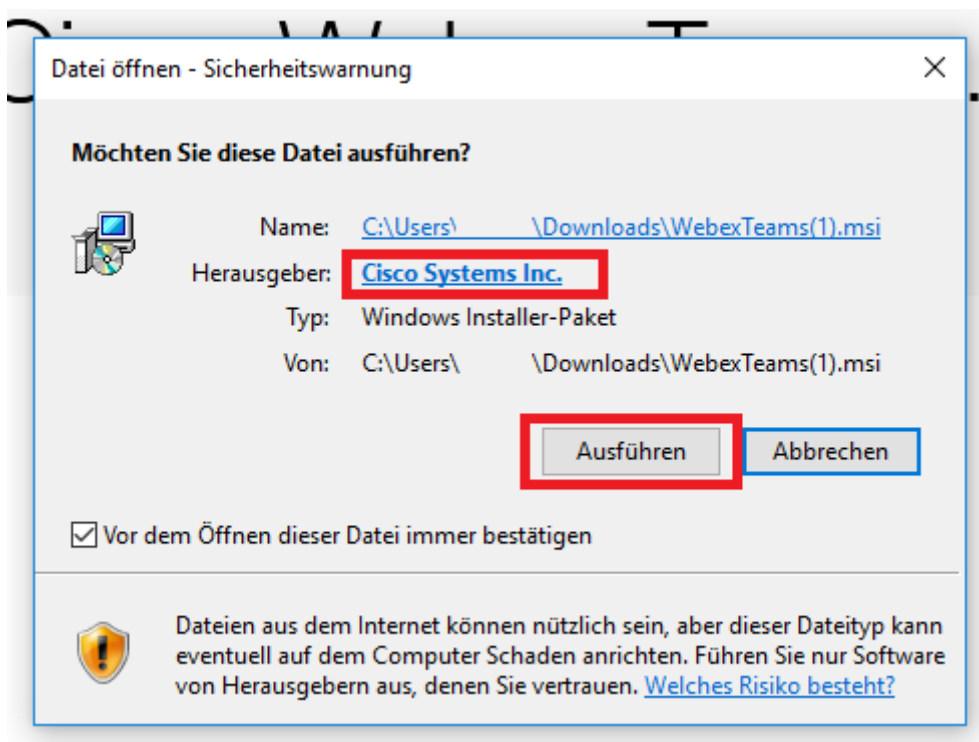 Datei öffnen - Sicherheitswarnung
Möchten Sie diese Datei ausführen?
Name: C:\Users\ \Downloads\WebexTeams(1).msi
Herausgeber: Cisco Systems Inc.
Typ: Windows Installer-Paket
Von: C:\Users\ \Downloads\WebexTeams(1).msi
Ausführen Abbrechen
Vor dem Öffnen dieser Datei immer bestätigen
Dateien aus dem Internet können nützlich sein, aber dieser Dateityp kann
eventuell auf dem Computer Schaden anrichten. Führen Sie nur Software
von Herausgebern aus, denen Sie vertrauen. Welches Risiko besteht?